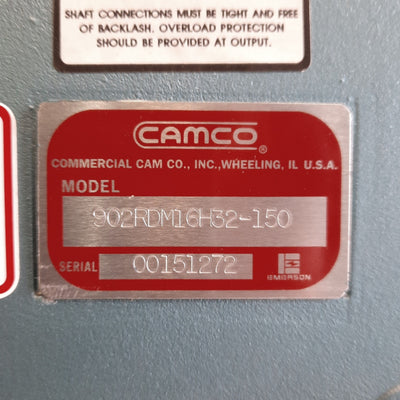 SHAFT CONNECTIONS MUST BE TIGHT AND FREE
OF BACKLASH. OVERLOAD PROTECTION
SHOULD BE PROVIDED AT OUTPUT.
CAMCO®
COMMERCIAL CAM CO., INC., WHEELING, IL U.S.A.
MODEL
902RDM16H32-150
SERIAL 00151272
EMERSON